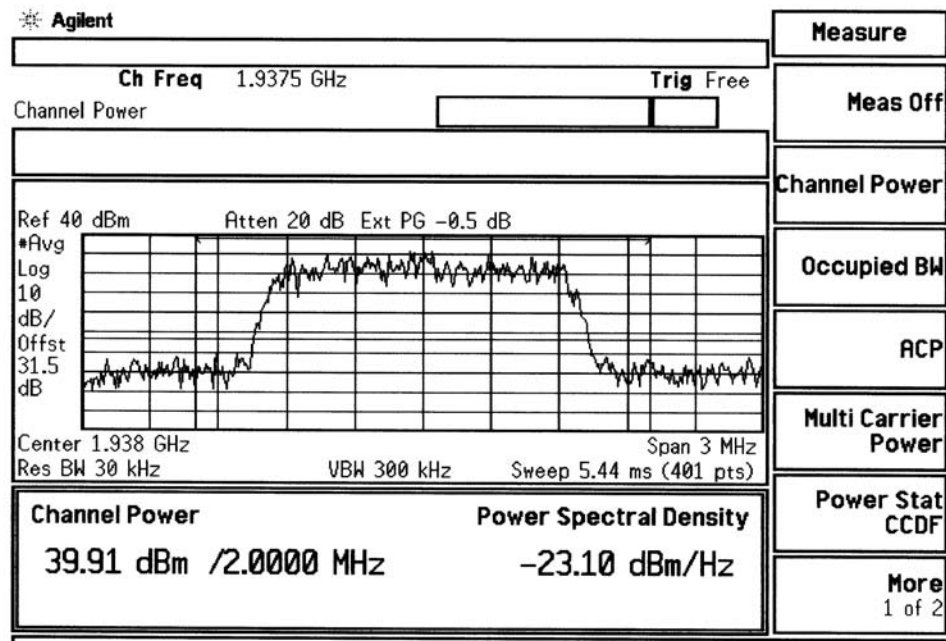 Agilent
Measure
Ch Freq 1.9375 GHz Trig Free
Channel Power
Meas Off
Channel Power
Ref 40 dBm Atten 20 dB Ext PG -0.5 dB
#Avg
Log
10
dB/
Offst
31.5
dB
Occupied BW
ACP
Multi Carrier
Power
Center 1.938 GHz Span 3 MHz
Res BW 30 kHz VBW 300 kHz Sweep 5.44 ms (401 pts)
Channel Power Power Spectral Density
39.91 dBm /2.0000 MHz -23.10 dBm/Hz
Power Stat
CCDF
More
1 of 2